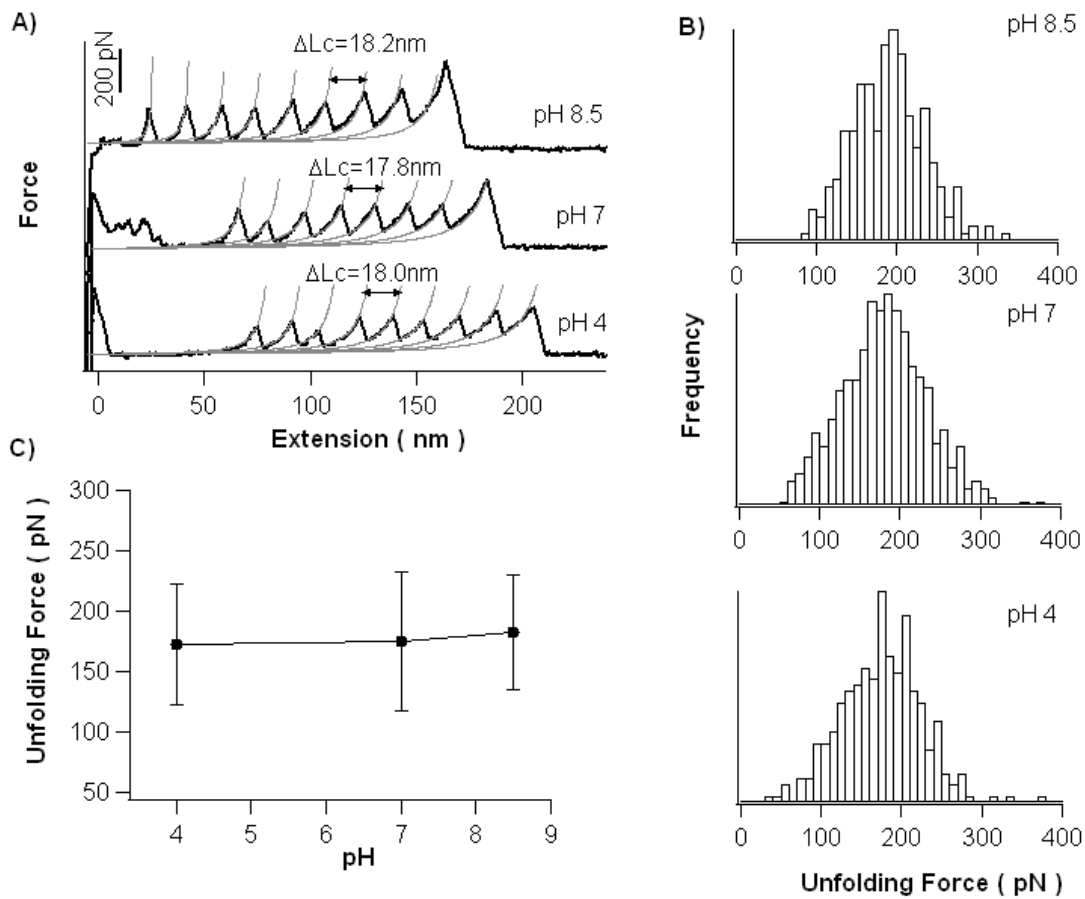 A)
200 pN
ΔLc=18.2nm
pH 8.5
ΔLc=17.8nm
pH 7
ΔLc=18.0nm
pH 4
Force
0 50 100 150 200
Extension ( nm )
B)
pH 8.5
0 100 200 300 400
pH 7
0 100 200 300 400
pH 4
0 100 200 300 400
Frequency
Unfolding Force ( pN )
C)
300
250
200
150
100
50
Unfolding Force ( pN )
4 5 6 7 8 9
pH